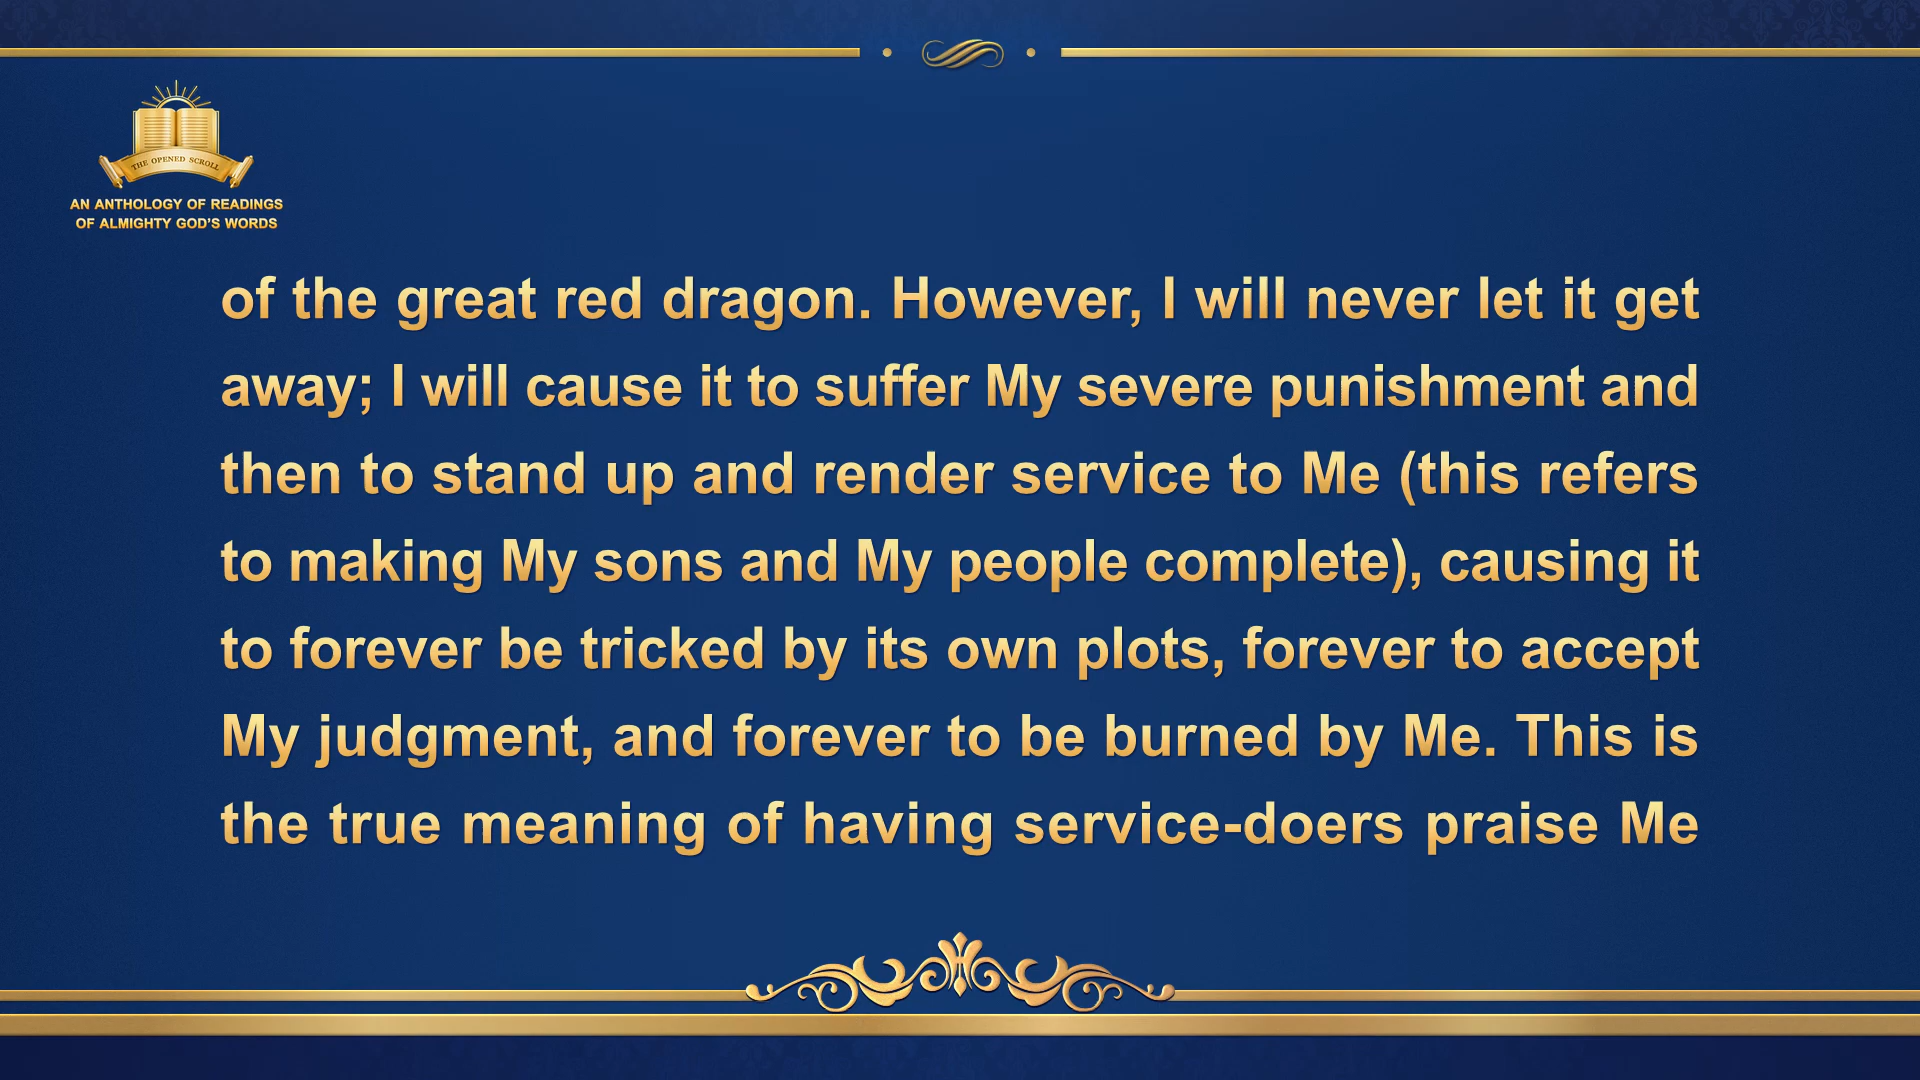 THE OPENED SCROLL
AN ANTHOLOGY OF READINGS
OF ALMIGHTY GOD'S WORDS
of the great red dragon. However, I will never let it get
away; I will cause it to suffer My severe punishment and
then to stand up and render service to Me (this refers
to making My sons and My people complete), causing it
to forever be tricked by its own plots, forever to accept
My judgment, and forever to be burned by Me. This is
the true meaning of having service-doers praise Me